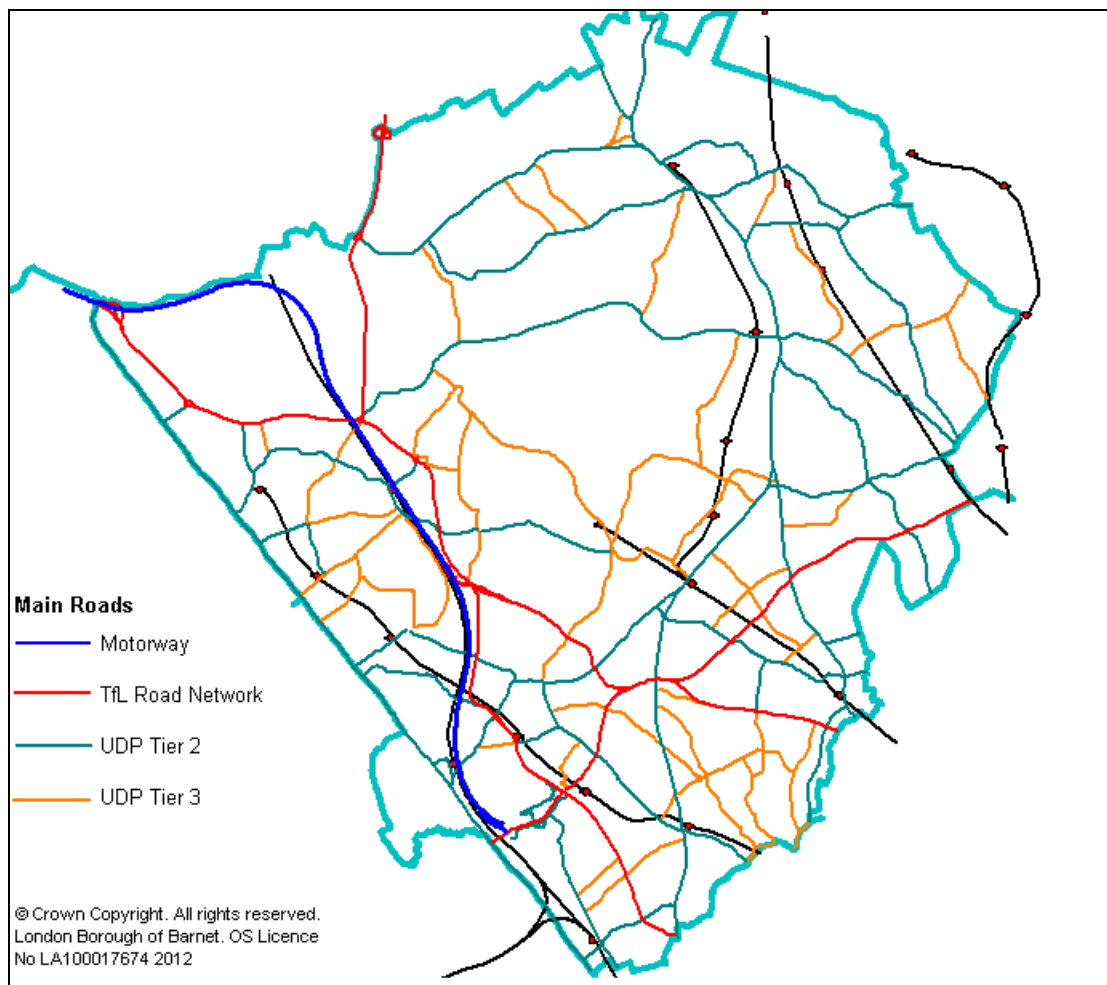 Main Roads
Motorway
TfL Road Network
UDP Tier 2
UDP Tier 3
© Crown Copyright. All rights reserved.
London Borough of Barnet. OS Licence
No LA100017674 2012